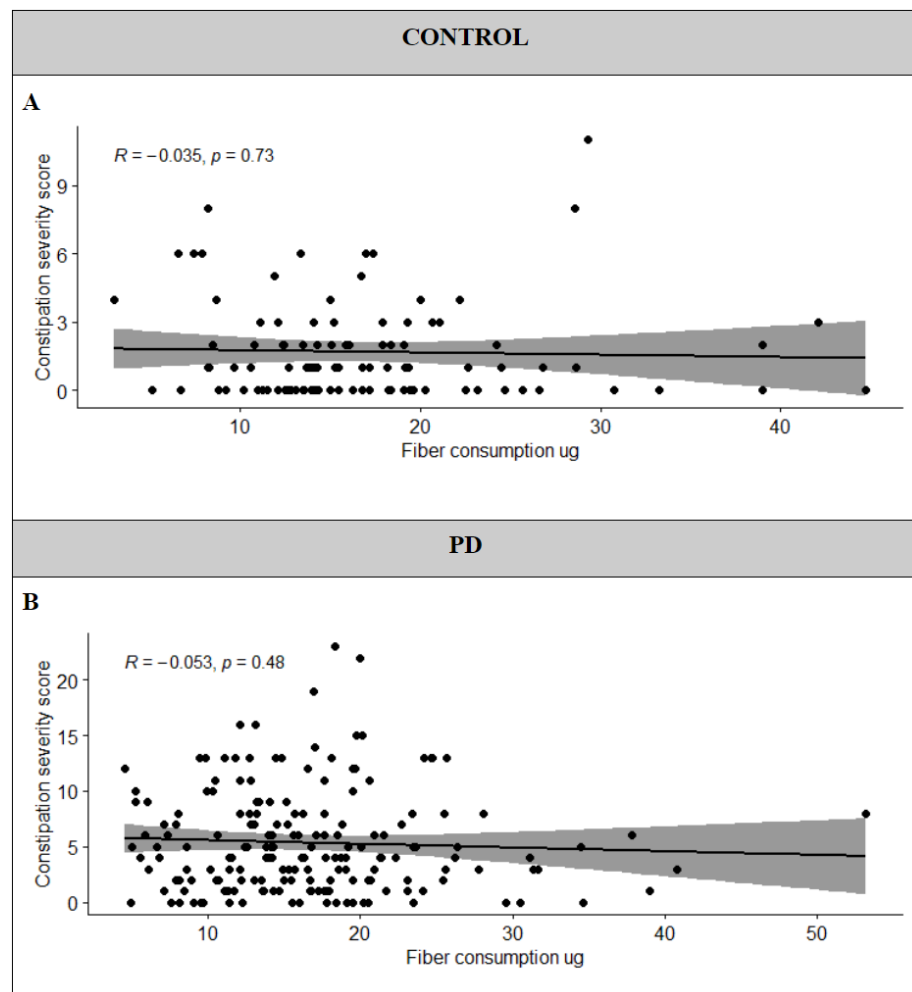 CONTROL
A
R = −0.035, p = 0.73
Constipation severity score
9
6
3
0
10 20 30 40
Fiber consumption ug
PD
B
R = −0.053, p = 0.48
Constipation severity score
20
15
10
5
0
10 20 30 40 50
Fiber consumption ug